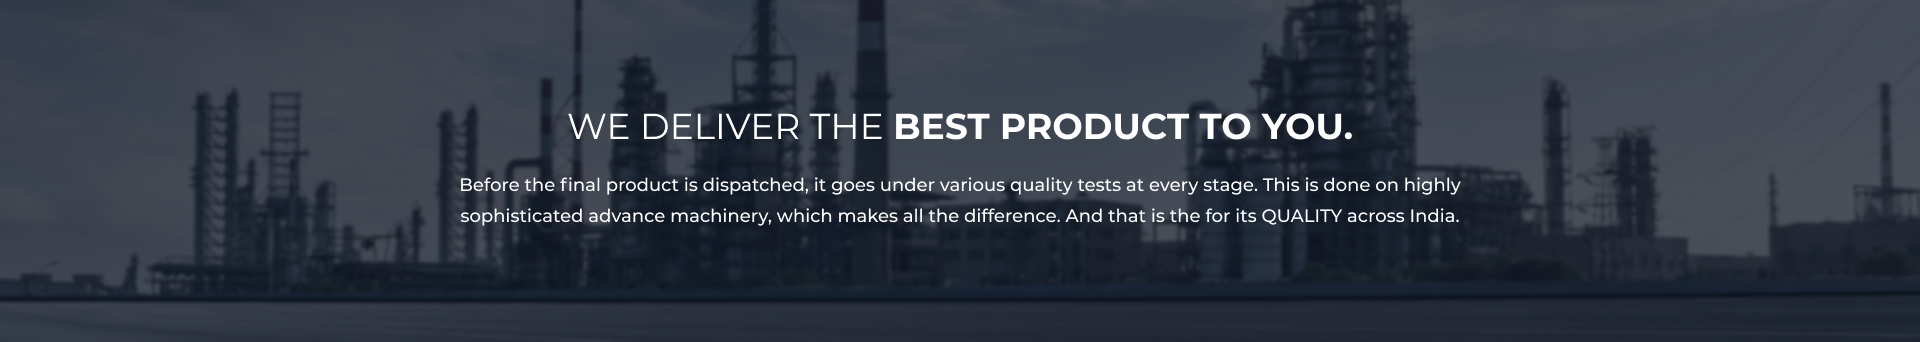 WE DELIVER THE BEST PRODUCT TO YOU.
Before the final product is dispatched, it goes under various quality tests at every stage. This is done on highly
sophisticated advance machinery, which makes all the difference. And that is the for its QUALITY across India.